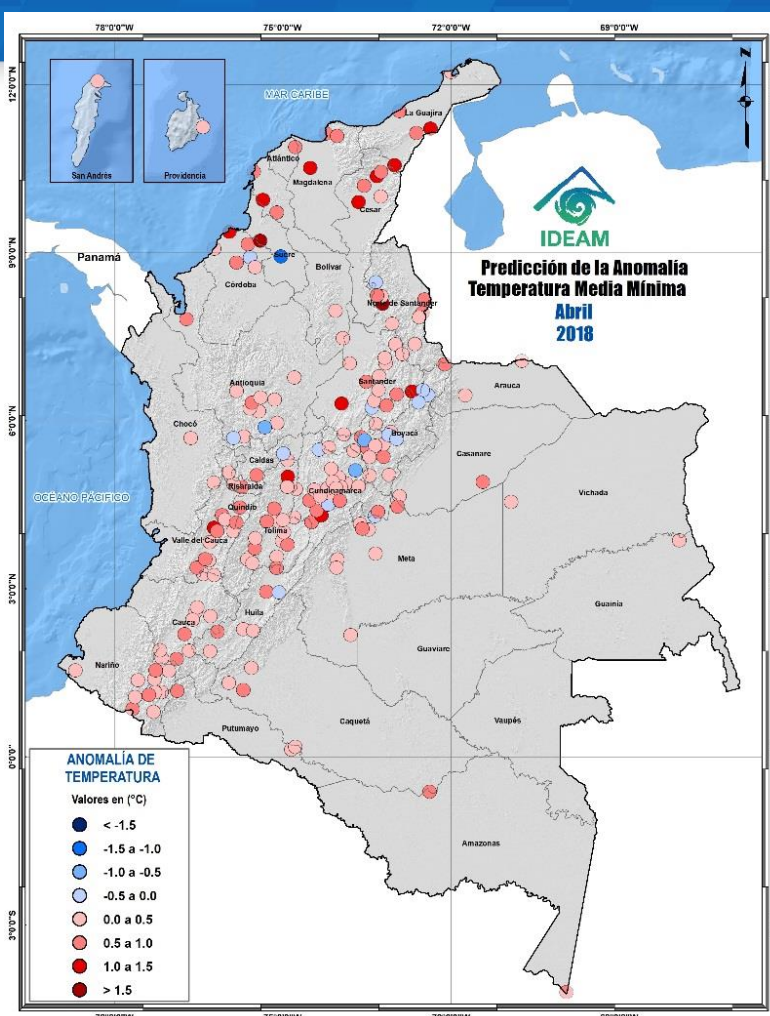 78°0'0"W 75°0'0"W 72°0'0"W 69°0'0"W
12°0'0"N
MAR CARIBE
La Guajira
San Andrés
Providencia
Atlántico
Magdalena
Cesar
N
IDEAM
9°0'0"N
Panamá
Sucre
Bolívar
Córdoba
Norte de Santander
Predicción de la Anomalía
Temperatura Media Mínima
Abril
2018
Antioquia
Santander
Arauca
6°0'0"N
Chocó
Boyacá
Caldas
Casanare
OCÉANO PÁCIFICO
Risaralda
Cundinamarca
Vichada
Quindío
Valle del Cauca
Tolima
Meta
3°0'0"N
Guainía
Huila
Cauca
Guaviare
Nariño
Caquetá
Vaupés
Putumayo
0°0'0"
ANOMALÍA DE
TEMPERATURA
Valores en (°C)
< -1.5
-1.5 a -1.0
-1.0 a -0.5
-0.5 a 0.0
0.0 a 0.5
0.5 a 1.0
1.0 a 1.5
> 1.5
Amazonas
3°0'0"S